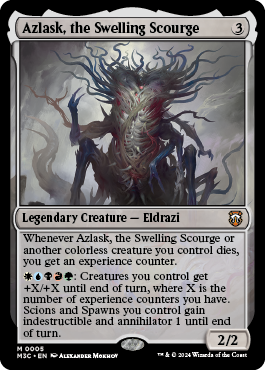 Azlask, the Swelling Scourge 3
Legendary Creature — Eldrazi
Whenever Azlask, the Swelling Scourge or
another colorless creature you control dies,
you get an experience counter.
: Creatures you control get
+X/+X until end of turn, where X is the
number of experience counters you have.
Scions and Spawns you control gain
indestructible and annihilator 1 until end
of turn.
2/2
M 0005
M3C • EN Alexander Mokhov
™ & © 2024 Wizards of the Coast